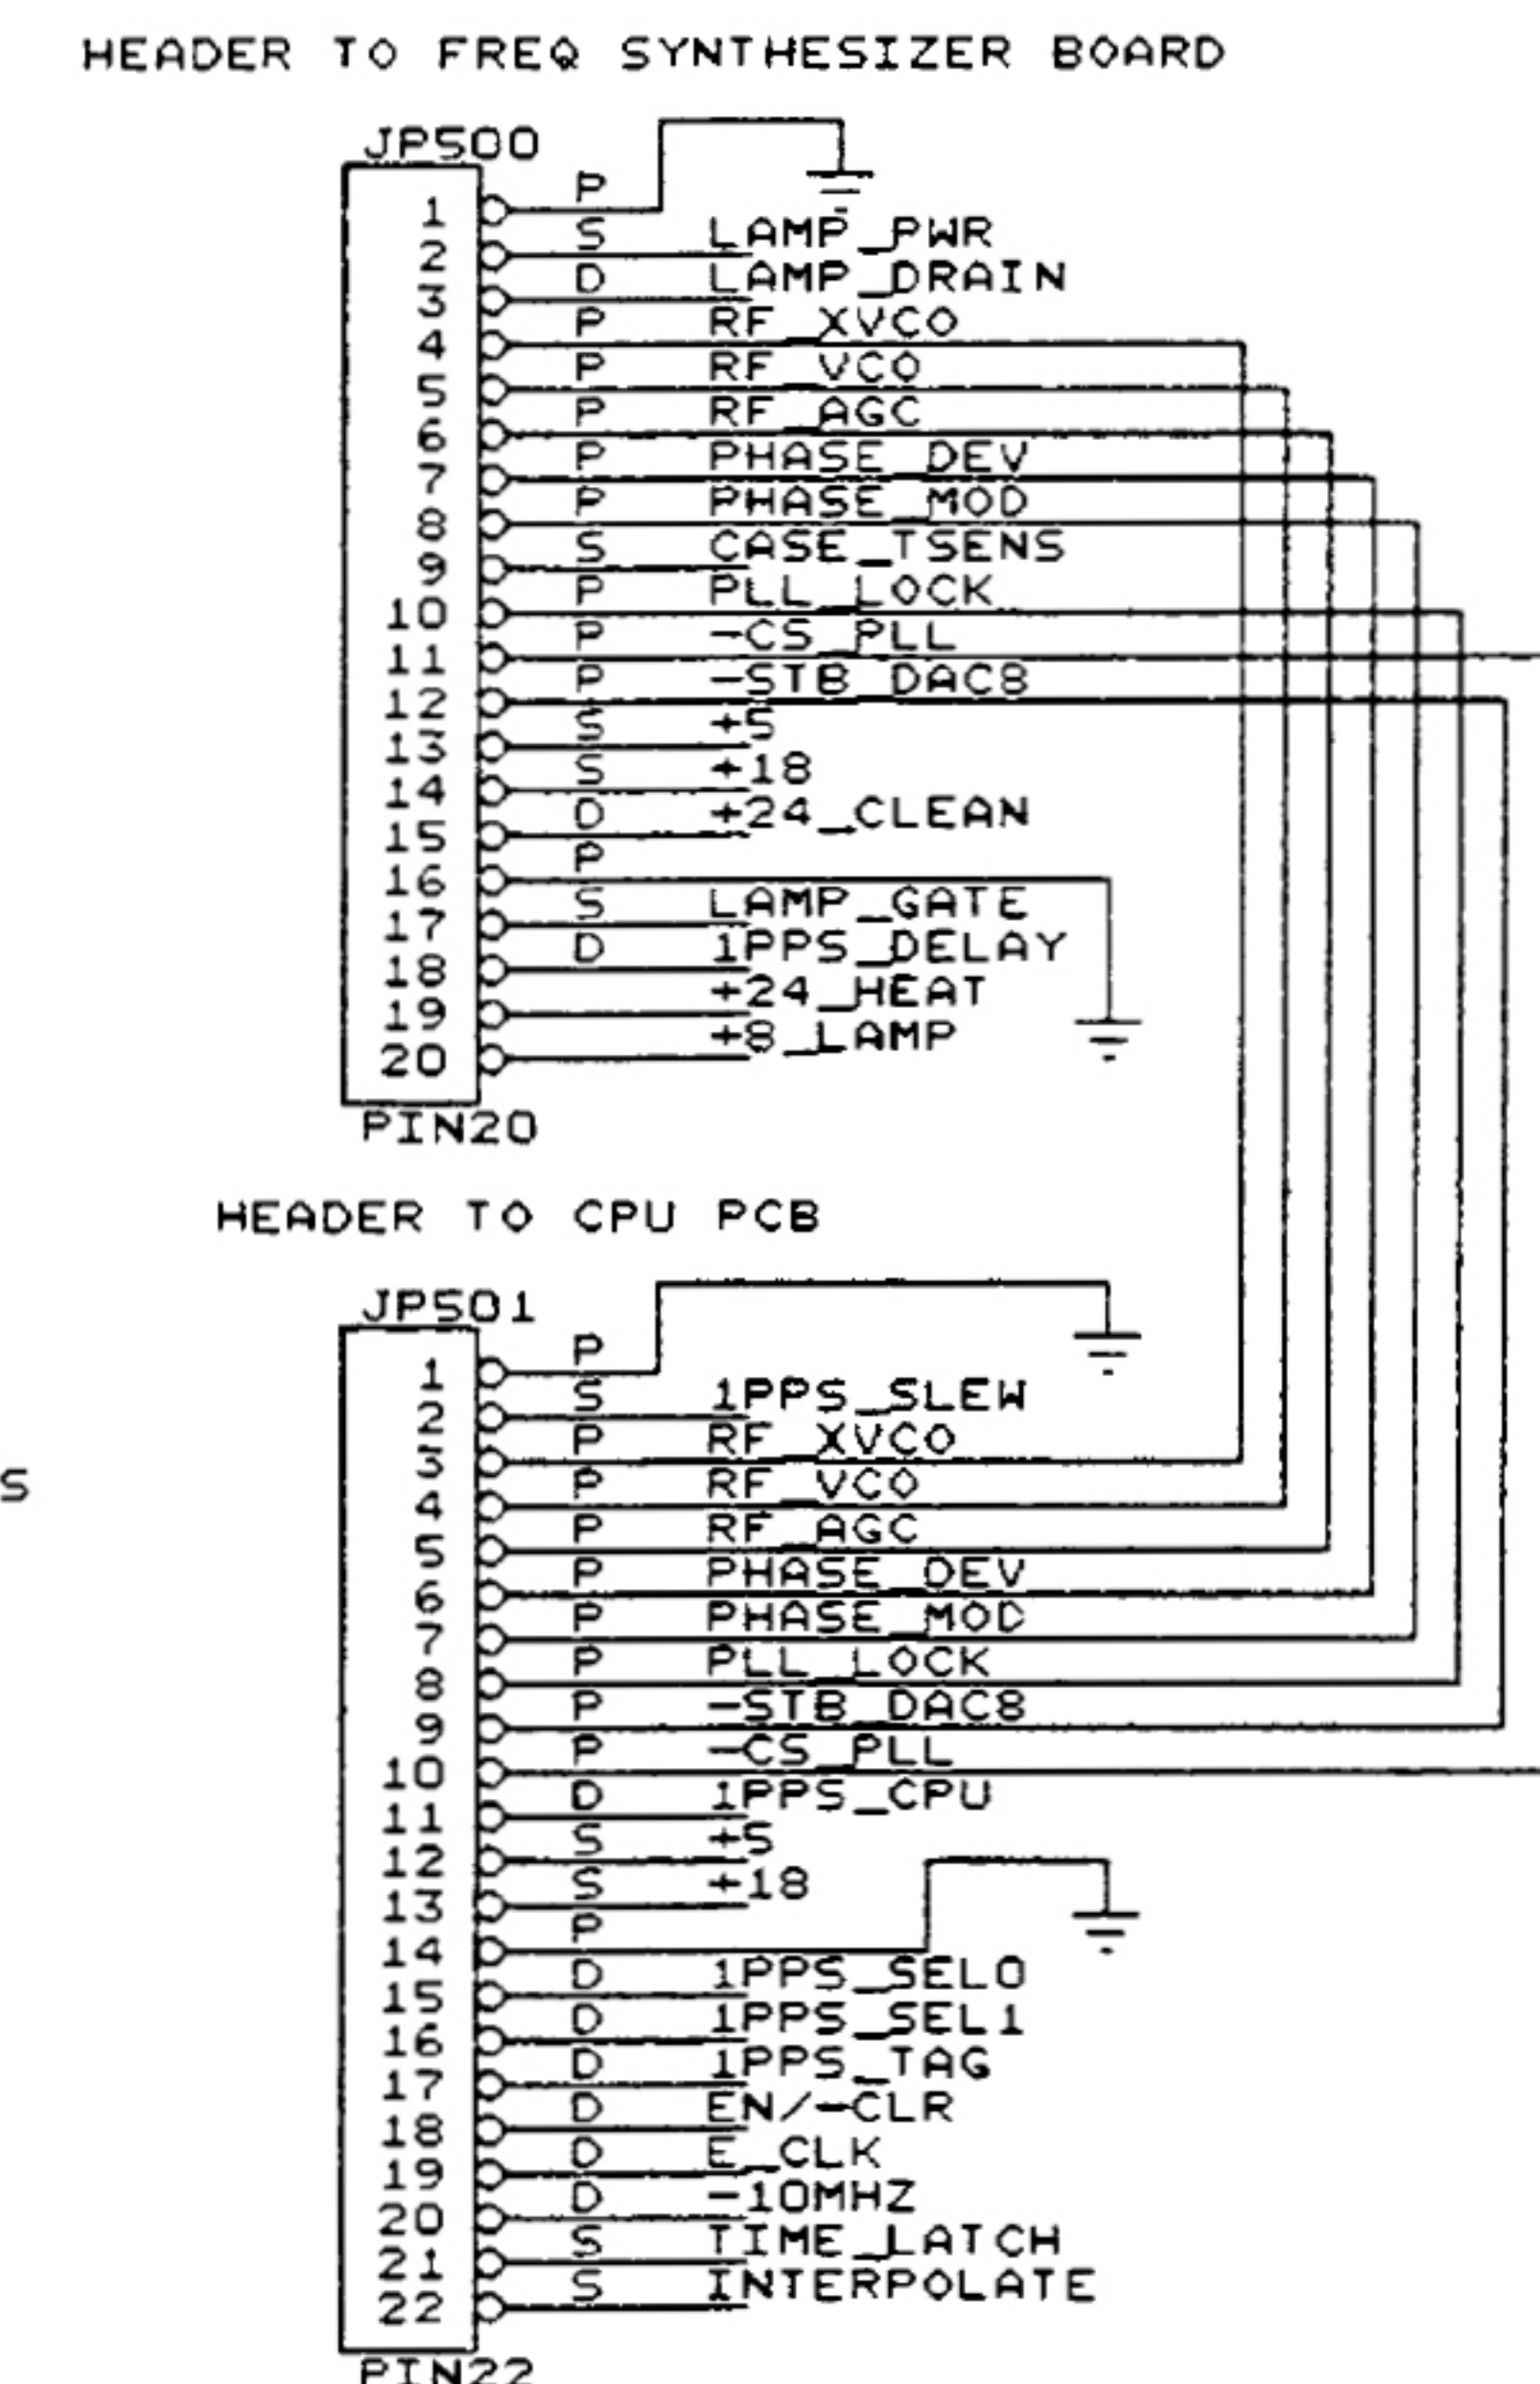 HEADER TO FREQ SYNTHESIZER BOARD
JP500
1 P
2 S LAMP_PWR
3 D LAMP_DRAIN
4 P RF_XVCO
5 P RF_VCO
6 P RF_AGC
7 P PHASE_DEV
8 P PHASE_MOD
9 S CASE_TSENS
10 P PLL_LOCK
11 P -CS_PLL
12 P -STB_DAC8
13 S +5
14 S +18
15 D +24_CLEAN
16 P
17 S LAMP_GATE
18 D 1PPS_DELAY
19 +24_HEAT
20 +8_LAMP
PIN20
HEADER TO CPU PCB
JP501
1 P
2 S 1PPS_SLEW
3 P RF_XVCO
S
4 P RF_VCO
5 P RF_AGC
6 P PHASE_DEV
7 P PHASE_MOD
8 P PLL_LOCK
9 P -STB_DAC8
10 P -CS_PLL
11 D 1PPS_CPU
12 S +5
13 S +18
14 P
15 D 1PPS_SEL0
16 D 1PPS_SEL1
17 D 1PPS_TAG
18 D EN/-CLR
19 D E_CLK
20 D -10MHZ
21 S TIME_LATCH
22 S INTERPOLATE
PIN22